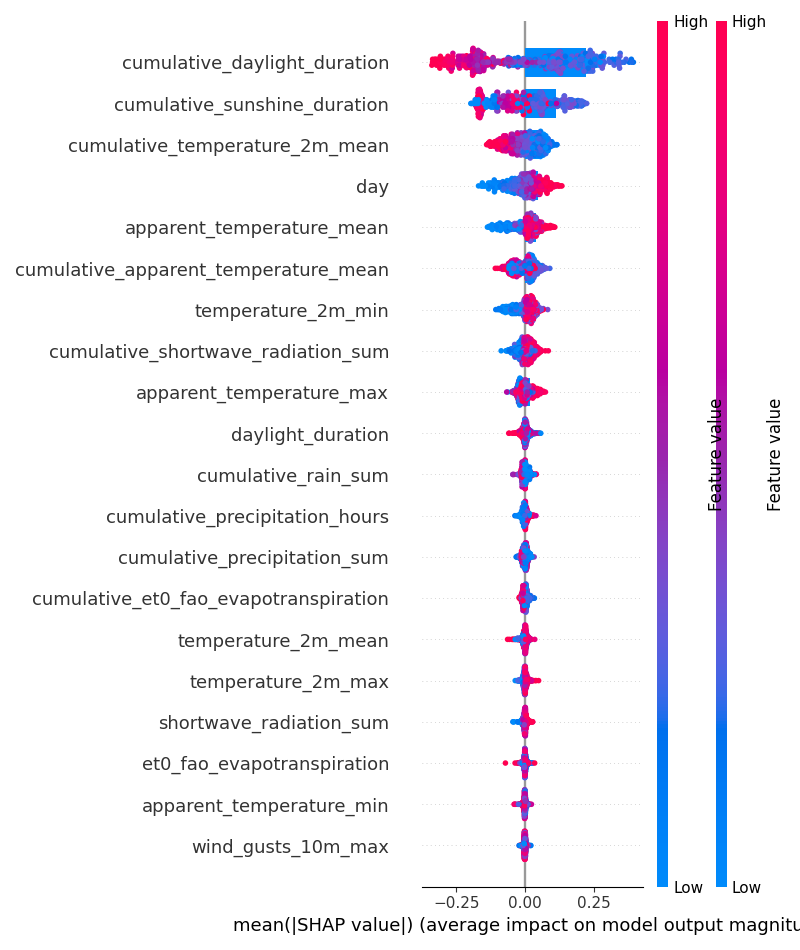 High
High
cumulative_daylight_duration
cumulative_sunshine_duration
cumulative_temperature_2m_mean
day
apparent_temperature_mean
cumulative_apparent_temperature_mean
temperature_2m_min
cumulative_shortwave_radiation_sum
apparent_temperature_max
daylight_duration
cumulative_rain_sum
cumulative_precipitation_hours
cumulative_precipitation_sum
cumulative_et0_fao_evapotranspiration
temperature_2m_mean
temperature_2m_max
shortwave_radiation_sum
et0_fao_evapotranspiration
apparent_temperature_min
wind_gusts_10m_max
Feature value
Feature value
Low
Low
−0.25 0.00 0.25
mean(|SHAP value|) (average impact on model output magnitu